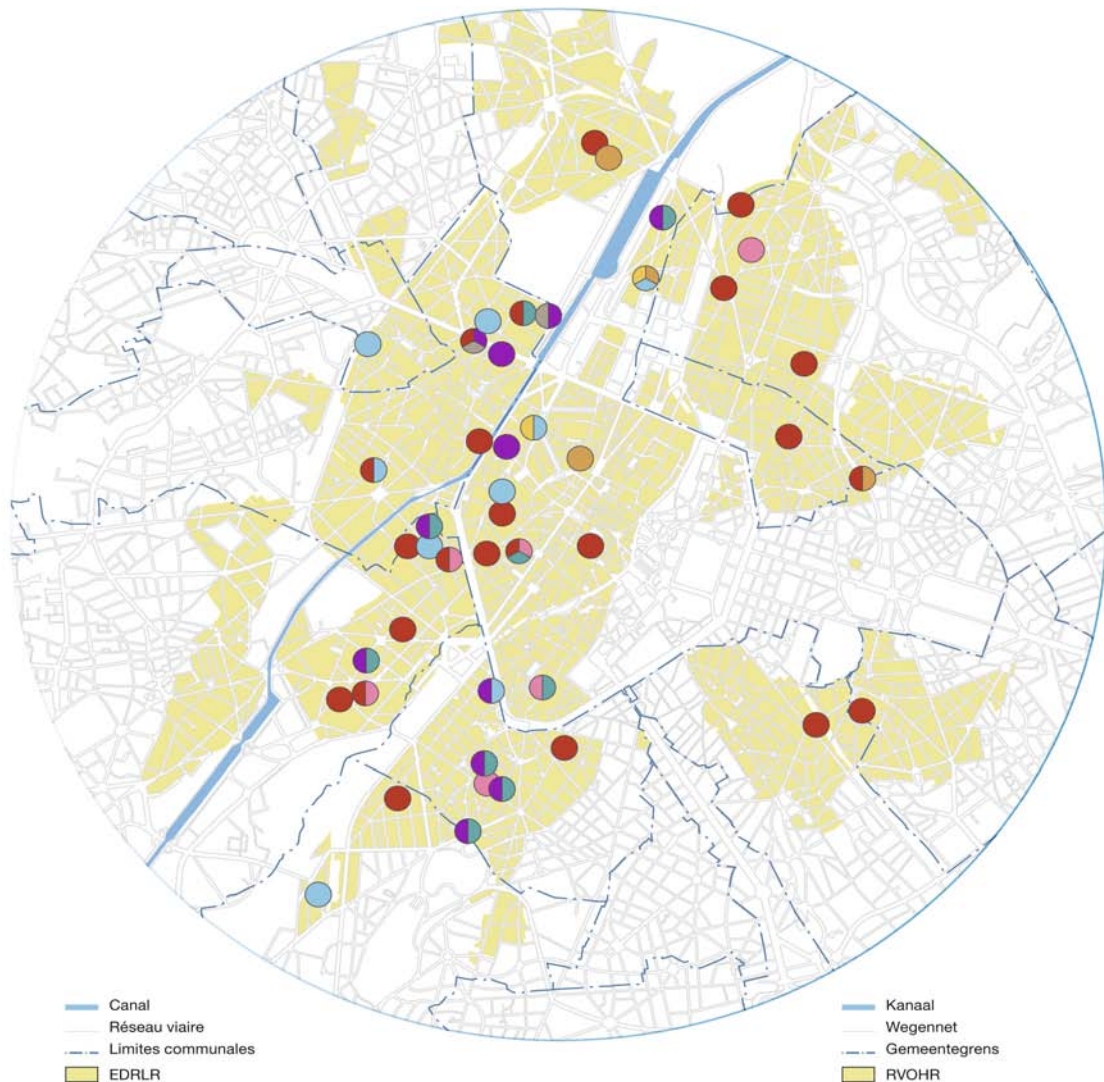 Canal
Réseau viaire
Limites communales
EDRLR
Kanaal
Wegennet
Gemeentegrens
RVOHR